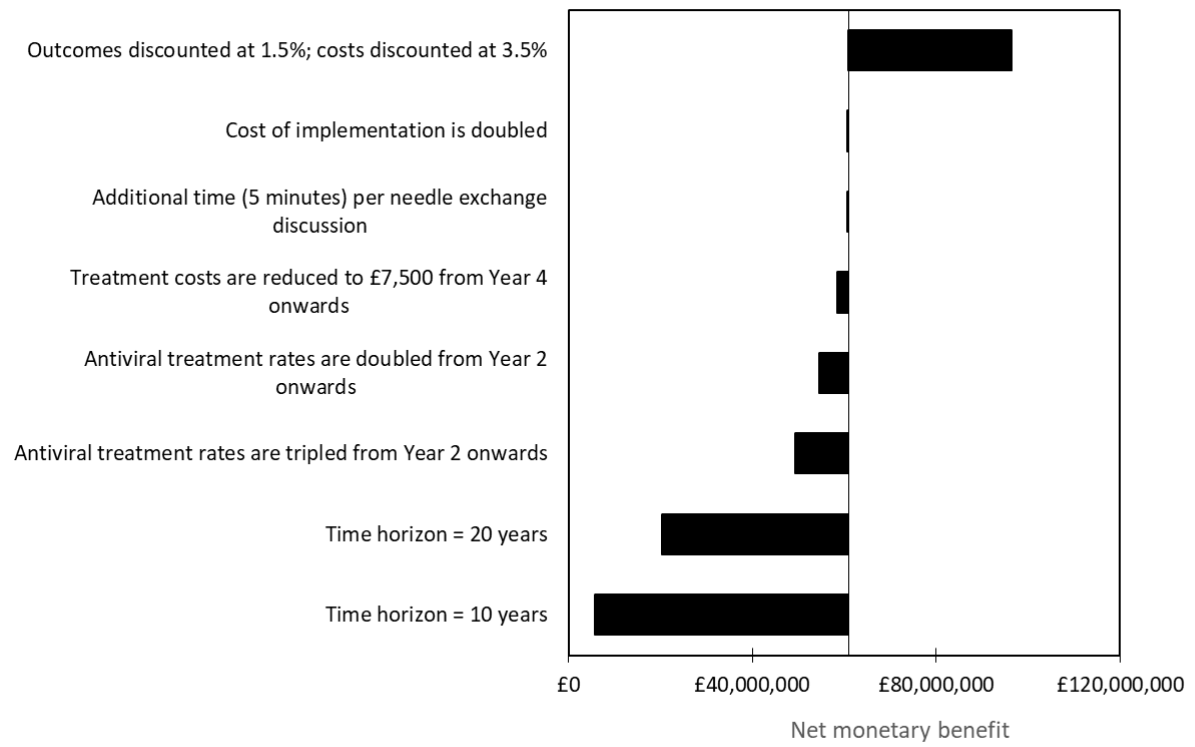 Outcomes discounted at 1.5%; costs discounted at 3.5%
Cost of implementation is doubled
Additional time (5 minutes) per needle exchange
discussion
Treatment costs are reduced to £7,500 from Year 4
onwards
Antiviral treatment rates are doubled from Year 2
onwards
Antiviral treatment rates are tripled from Year 2 onwards
Time horizon = 20 years
Time horizon = 10 years
£0 £40,000,000 £80,000,000 £120,000,000
Net monetary benefit